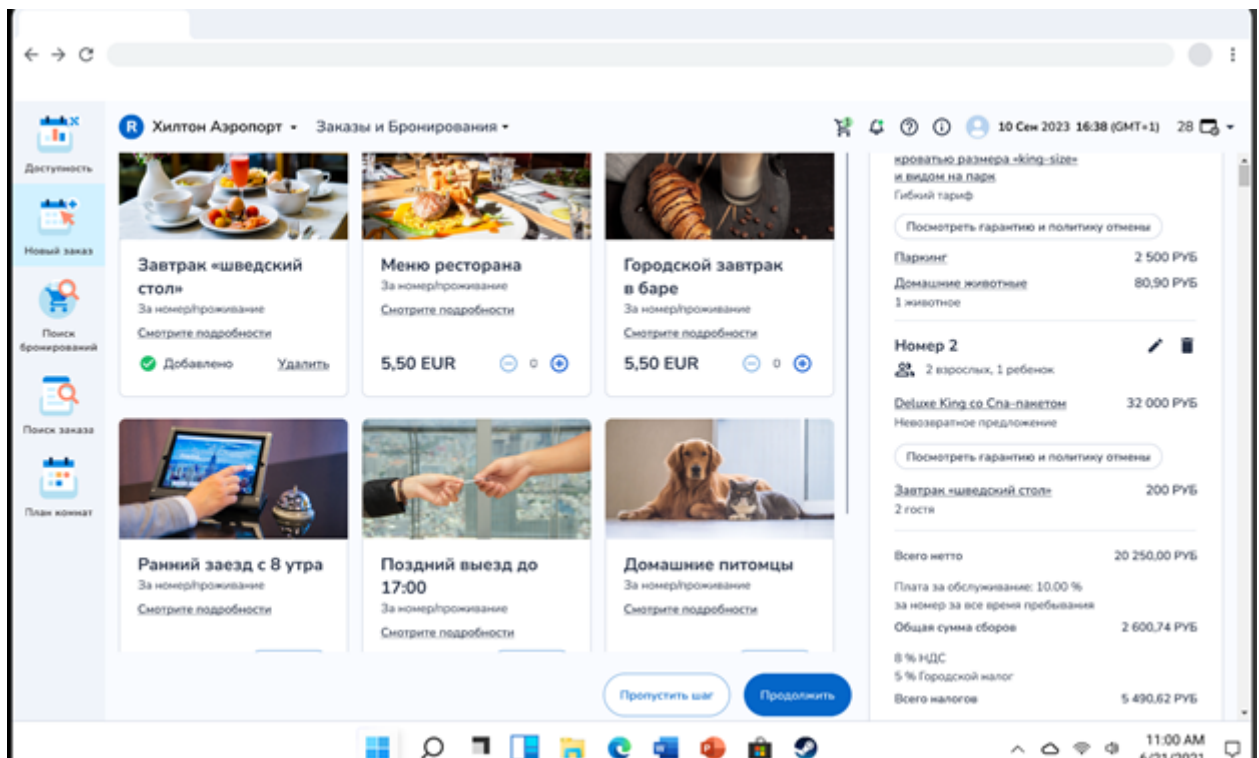 Хилтон Аэропорт
Заказы и Бронирования
10 Сен 2023 16:38 (GMT+1)
28
Доступность
Новый заказ
Поиск бронирований
Поиск заказа
План комнат
Завтрак «шведский
стол»
За номер/проживание
Смотрите подробности
Добавлено
Удалить
Меню ресторана
За номер/проживание
Смотрите подробности
5,50 EUR
0
Городской завтрак
в баре
За номер/проживание
Смотрите подробности
5,50 EUR
0
Ранний заезд с 8 утра
За номер/проживание
Смотрите подробности
Поздний выезд до
17:00
За номер/проживание
Смотрите подробности
Домашние питомцы
За номер/проживание
Смотрите подробности
Пропустить шаг
Продолжить
кроватью размера «king-size»
и видом на парк
Гибкий тариф
Посмотреть гарантию и политику отмены
Паркинг 2 500 РУБ
Домашние животные 80,90 РУБ
1 животное
Номер 2
2 взрослых, 1 ребенок
Deluxe King со Спа-пакетом 32 000 РУБ
Невозвратное предложение
Посмотреть гарантию и политику отмены
Завтрак «шведский стол» 200 РУБ
2 гостя
Всего нетто 20 250,00 РУБ
Плата за обслуживание: 10.00 %
за номер за все время пребывания
Общая сумма сборов 2 600,74 РУБ
8 % НДС
5 % Городской налог
Всего налогов 5 490,62 РУБ
11:00 AM
6/21/2021